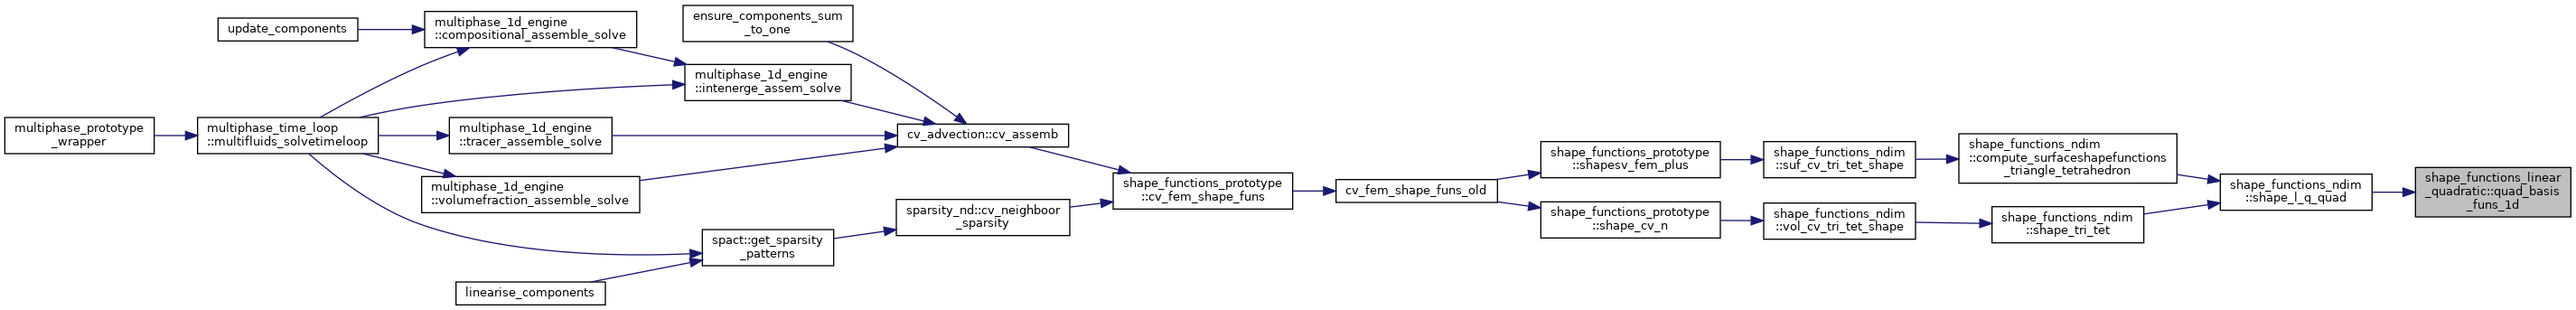 multiphase_prototype
_wrapper
update_components
multiphase_time_loop
::multifluids_solvetimeloop
multiphase_1d_engine
::compositional_assemble_solve
multiphase_1d_engine
::tracer_assemble_solve
multiphase_1d_engine
::volumefraction_assemble_solve
linearise_components
ensure_components_sum
_to_one
multiphase_1d_engine
::intenerge_assem_solve
spact::get_sparsity
_patterns
cv_advection::cv_assemb
sparsity_nd::cv_neighboor
_sparsity
shape_functions_prototype
::cv_fem_shape_funs
cv_fem_shape_funs_old
shape_functions_prototype
::shapesv_fem_plus
shape_functions_prototype
::shape_cv_n
shape_functions_ndim
::suf_cv_tri_tet_shape
shape_functions_ndim
::vol_cv_tri_tet_shape
shape_functions_ndim
::compute_surfaceshapefunctions
_triangle_tetrahedron
shape_functions_ndim
::shape_tri_tet
shape_functions_ndim
::shape_l_q_quad
shape_functions_linear
_quadratic::quad_basis
_funs_1d